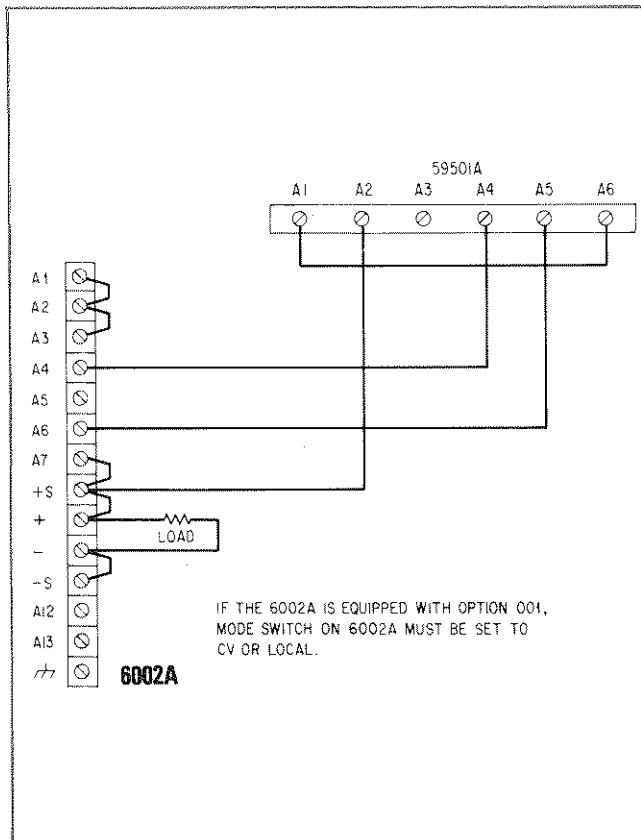 59501A
A1 A2 A3 A4 A5 A6
A1
A2
A3
A4
A5
A6
A7
+S
+
LOAD
-
-S
A12
A13
6002A
IF THE 6002A IS EQUIPPED WITH OPTION 001,
MODE SWITCH ON 6002A MUST BE SET TO
CV OR LOCAL.